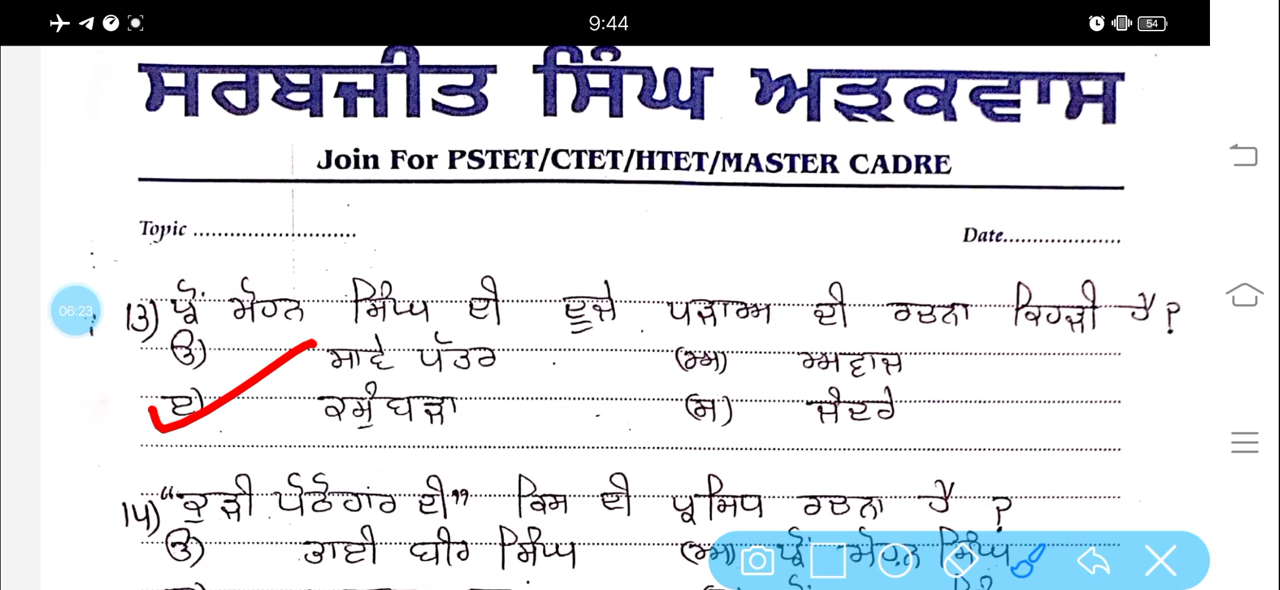 9:44
54
ਸਰਬਜੀਤ ਸਿੰਘ ਅੜਕਵਾਸ
Join For PSTET/CTET/HTET/MASTER CADRE
Topic ........................... Date....................
06:23
13) ਪ੍ਰੋ. ਮੋਹਨ ਸਿੰਘ ਦੀ ਦੂਜੇ ਪੜਾਅ ਦੀ ਰਚਨਾ ਕਿਹੜੀ ਹੈ ?
ੳ) ਸਾਵੇ ਪੱਤਰ (ਅ) ਅਵਾਜ਼
ੲ) ਕਸੁੰਬੜਾ (ਸ) ਜੰਦਰੇ
14) "ਕੁੜੀ ਪੋਠੋਹਾਰ ਦੀ" ਕਿਸ ਦੀ ਪ੍ਰਸਿਧ ਰਚਨਾ ਹੈ ?
ੳ) ਭਾਈ ਵੀਰ ਸਿੰਘ (ਅ) ਪ੍ਰੋ. ਮੋਹਨ ਸਿੰਘ